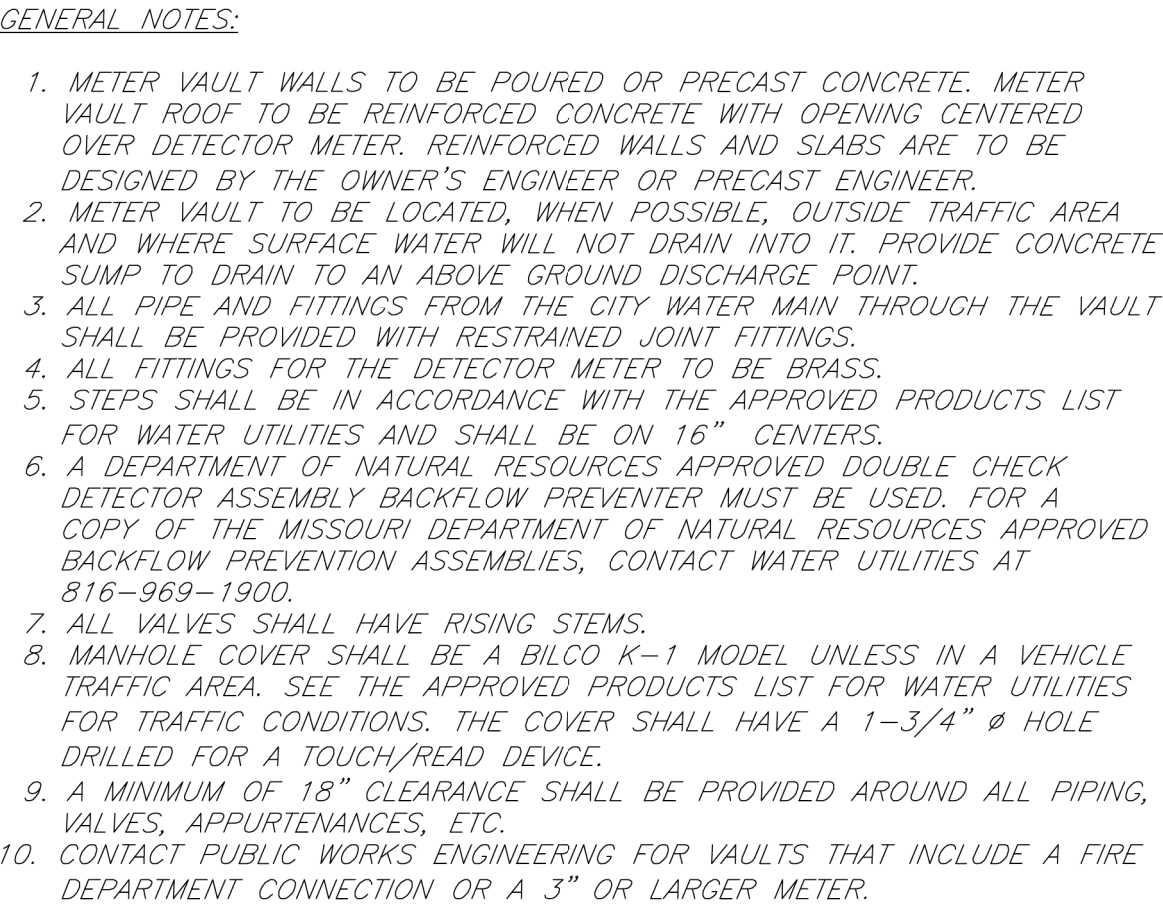 GENERAL NOTES:
1. METER VAULT WALLS TO BE POURED OR PRECAST CONCRETE. METER
VAULT ROOF TO BE REINFORCED CONCRETE WITH OPENING CENTERED
OVER DETECTOR METER. REINFORCED WALLS AND SLABS ARE TO BE
DESIGNED BY THE OWNER'S ENGINEER OR PRECAST ENGINEER.
2. METER VAULT TO BE LOCATED, WHEN POSSIBLE, OUTSIDE TRAFFIC AREA
AND WHERE SURFACE WATER WILL NOT DRAIN INTO IT. PROVIDE CONCRETE
SUMP TO DRAIN TO AN ABOVE GROUND DISCHARGE POINT.
3. ALL PIPE AND FITTINGS FROM THE CITY WATER MAIN THROUGH THE VAULT
SHALL BE PROVIDED WITH RESTRAINED JOINT FITTINGS.
4. ALL FITTINGS FOR THE DETECTOR METER TO BE BRASS.
5. STEPS SHALL BE IN ACCORDANCE WITH THE APPROVED PRODUCTS LIST
FOR WATER UTILITIES AND SHALL BE ON 16" CENTERS.
6. A DEPARTMENT OF NATURAL RESOURCES APPROVED DOUBLE CHECK
DETECTOR ASSEMBLY BACKFLOW PREVENTER MUST BE USED. FOR A
COPY OF THE MISSOURI DEPARTMENT OF NATURAL RESOURCES APPROVED
BACKFLOW PREVENTION ASSEMBLIES, CONTACT WATER UTILITIES AT
816-969-1900.
7. ALL VALVES SHALL HAVE RISING STEMS.
8. MANHOLE COVER SHALL BE A BILCO K-1 MODEL UNLESS IN A VEHICLE
TRAFFIC AREA. SEE THE APPROVED PRODUCTS LIST FOR WATER UTILITIES
FOR TRAFFIC CONDITIONS. THE COVER SHALL HAVE A 1-3/4" ø HOLE
DRILLED FOR A TOUCH/READ DEVICE.
9. A MINIMUM OF 18" CLEARANCE SHALL BE PROVIDED AROUND ALL PIPING,
VALVES, APPURTENANCES, ETC.
10. CONTACT PUBLIC WORKS ENGINEERING FOR VAULTS THAT INCLUDE A FIRE
DEPARTMENT CONNECTION OR A 3" OR LARGER METER.